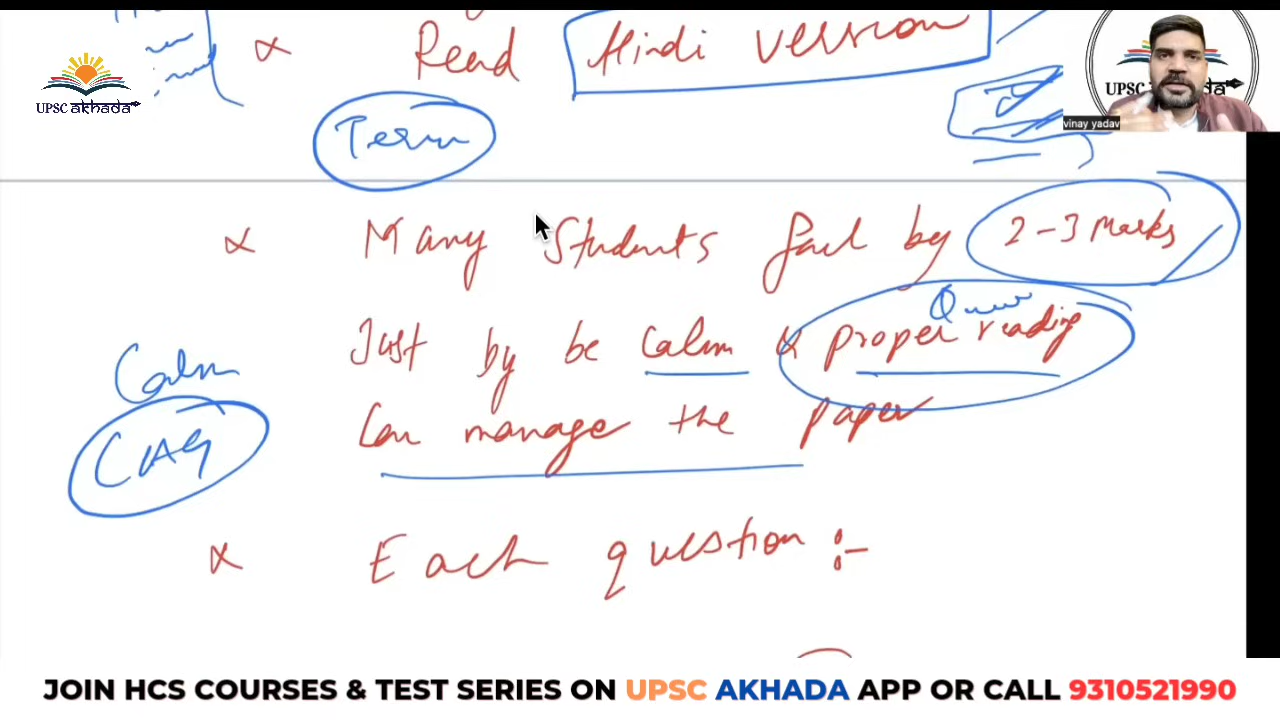 ∝ Read Hindi version
UPSC akhada
UPSC
vinay yadav
Term
∝ Many Students fail by 2-3 Marks
Just by be calm & proper reading
Calm
CAG
Can manage the paper
∝ Each question :-
JOIN HCS COURSES & TEST SERIES ON UPSC AKHADA APP OR CALL 9310521990